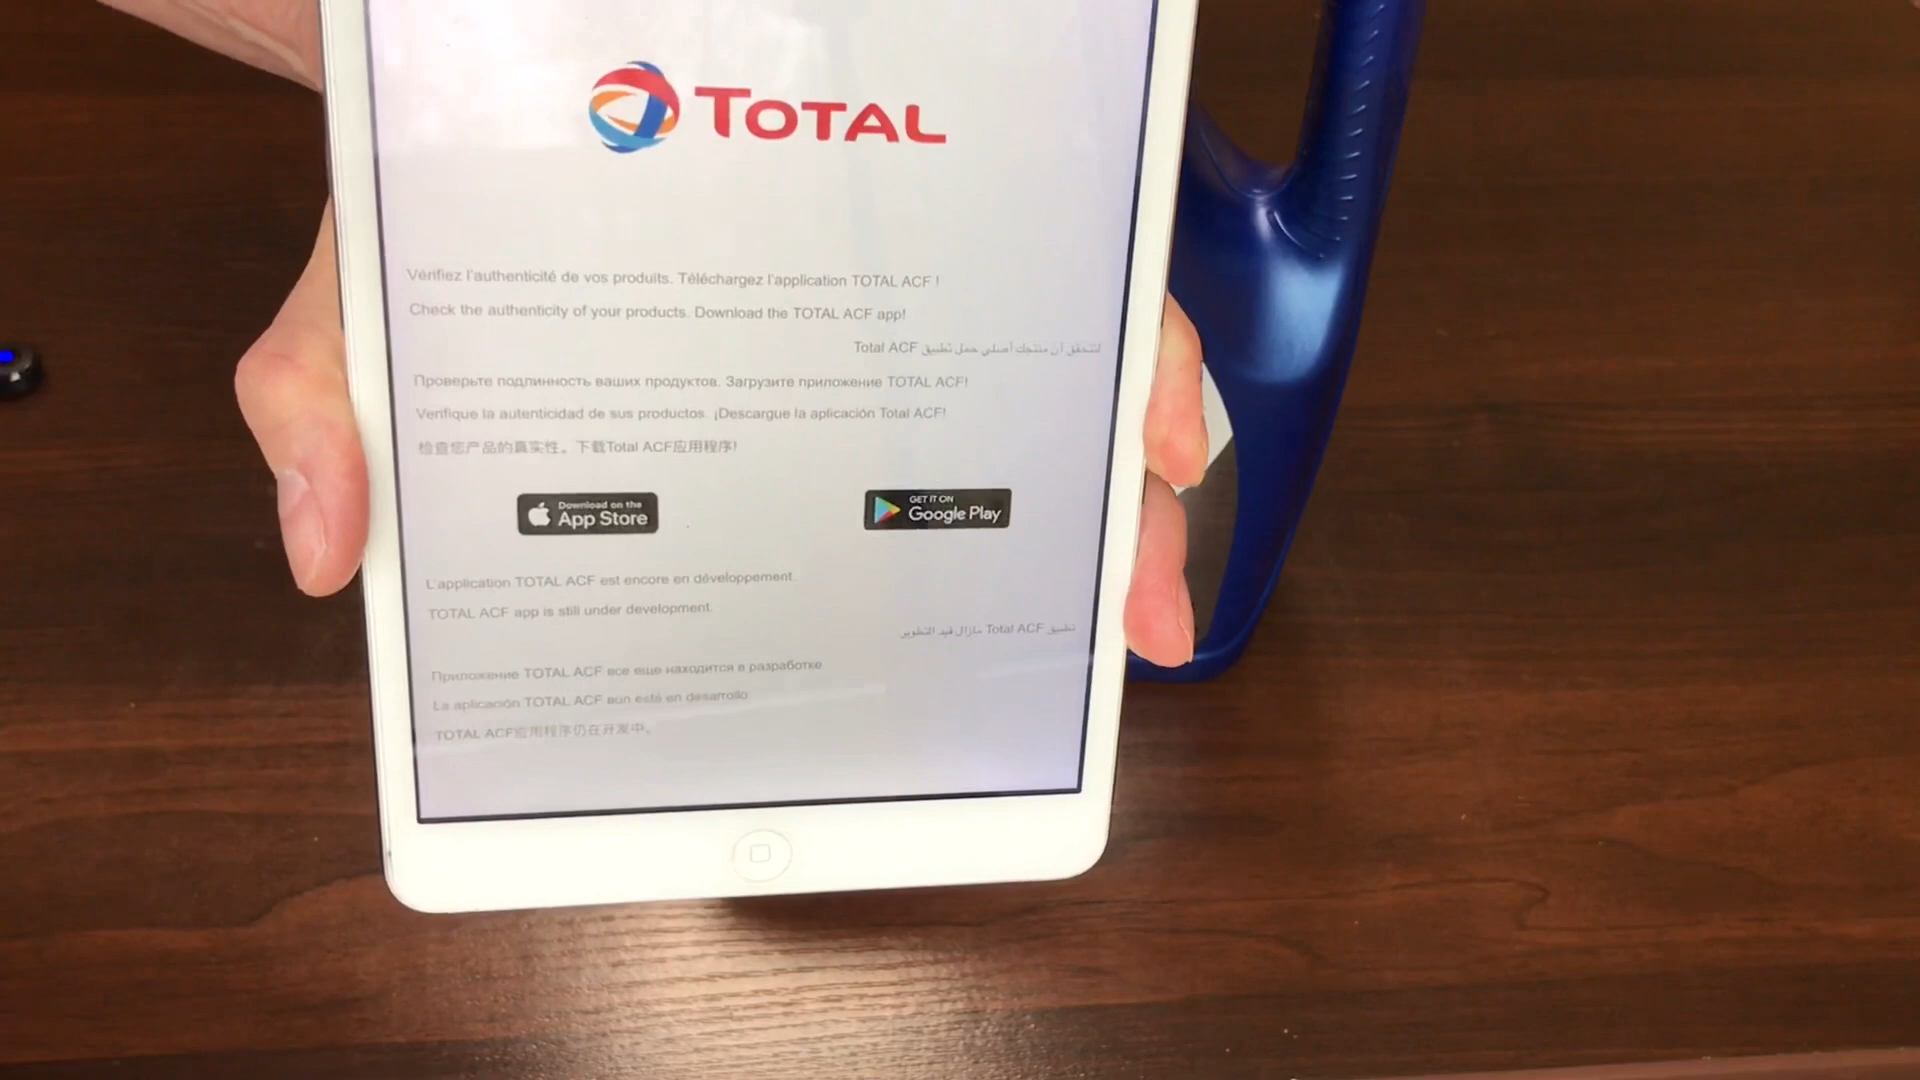 TOTAL
Vérifiez l'authenticité de vos produits. Téléchargez l'application TOTAL ACF !
Check the authenticity of your products. Download the TOTAL ACF app!
لتتحقق أن منتجك أصلي حمل تطبيق Total ACF
Проверьте подлинность ваших продуктов. Загрузите приложение TOTAL ACF!
Verifique la autenticidad de sus productos. ¡Descargue la aplicación Total ACF!
检查您产品的真实性。下载Total ACF应用程序!
Download on the
App Store
GET IT ON
Google Play
L'application TOTAL ACF est encore en développement.
TOTAL ACF app is still under development.
تطبيق Total ACF مازال قيد التطوير
Приложение TOTAL ACF все еще находится в разработке
La aplicación TOTAL ACF aún esté en desarrollo
TOTAL ACF应用程序仍在开发中。